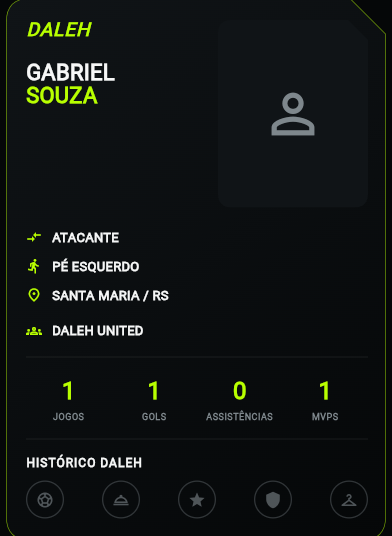 DALEH
GABRIEL
SOUZA
ATACANTE
PÉ ESQUERDO
SANTA MARIA / RS
DALEH UNITED
1 1 0 1
JOGOS GOLS ASSISTÊNCIAS MVPS
HISTÓRICO DALEH